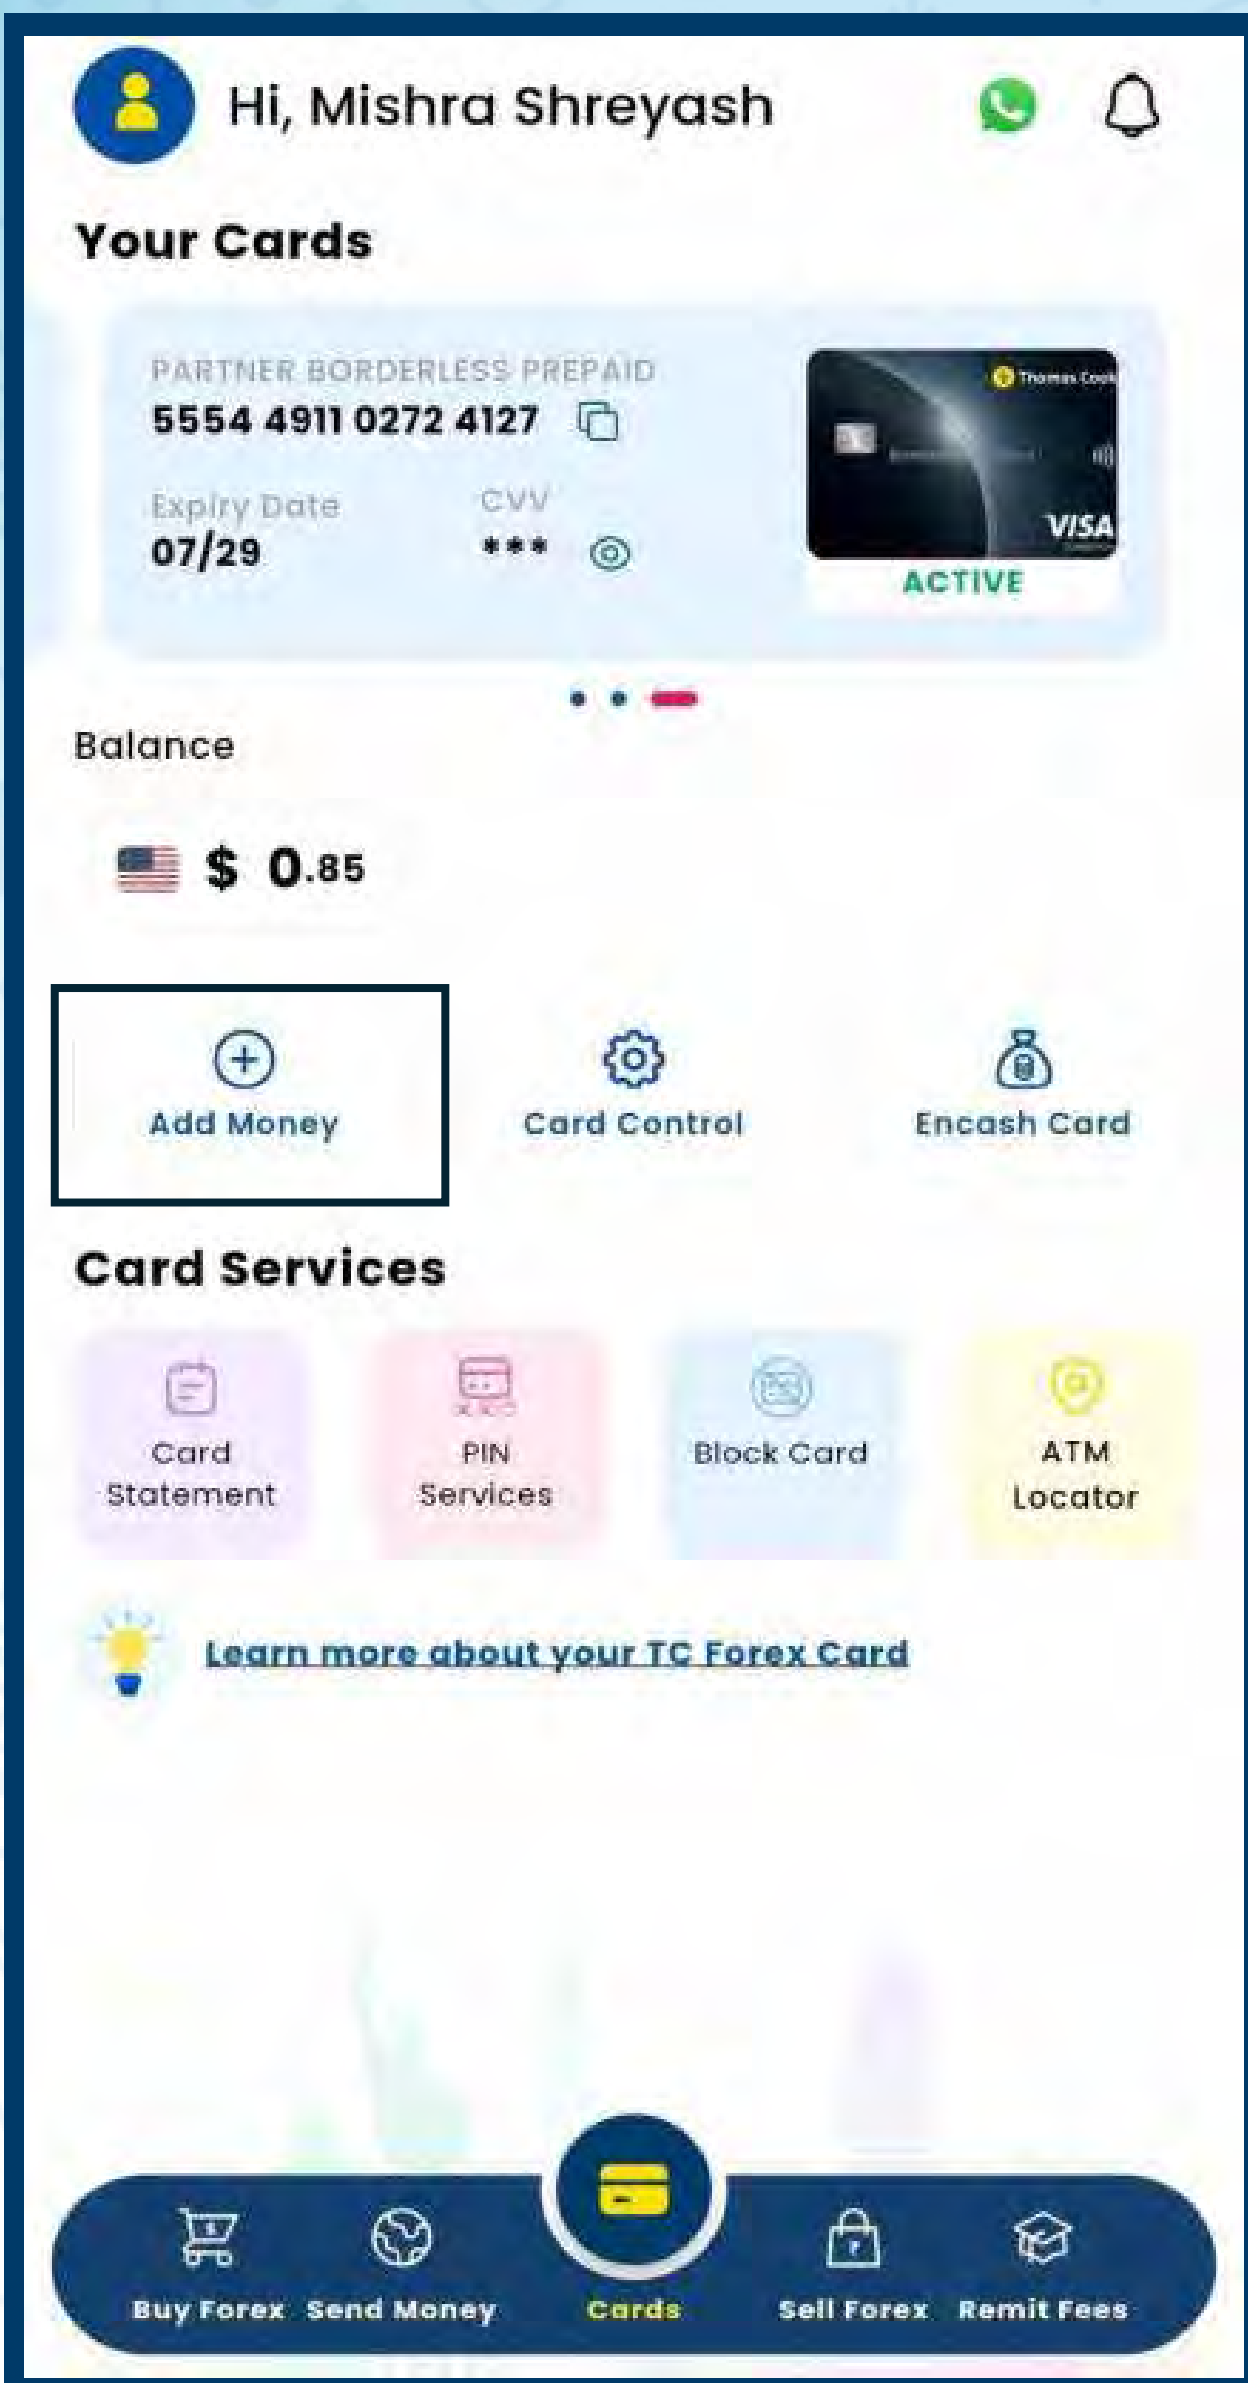 Hi, Mishra Shreyash
Your Cards
PARTNER BORDERLESS PREPAID
5554 4911 0272 4127
Expiry Date
CVV
07/29
***
Thomas Cook
VISA
ACTIVE
Balance
$ 0.85
Add Money
Card Control
Encash Card
Card Services
Card
Statement
PIN
Services
Block Card
ATM
Locator
Learn more about your TC Forex Card
Buy Forex
Send Money
Cards
Sell Forex
Remit Fees